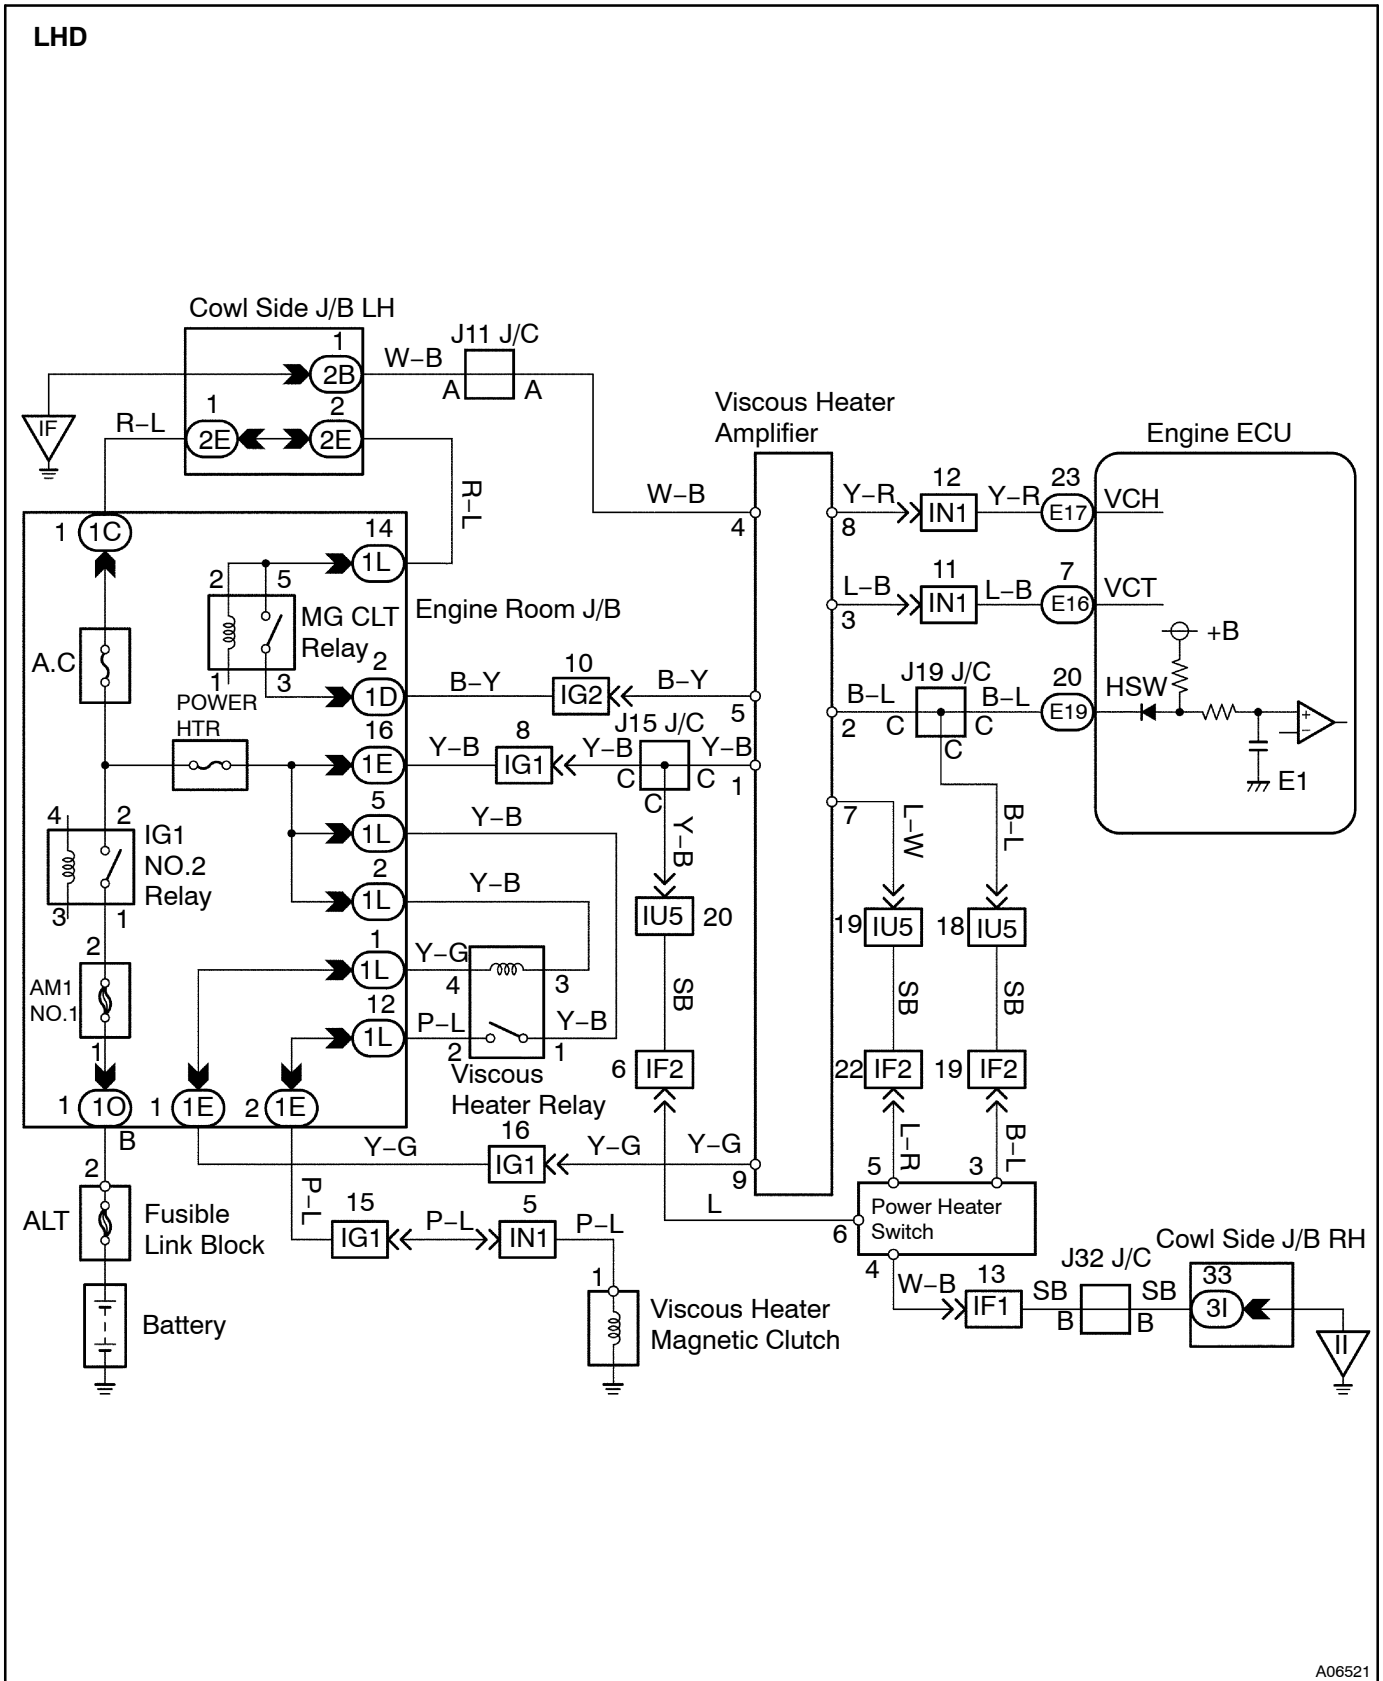 LHD
Cowl Side J/B LH
1
2B
W–B
J11 J/C
A
A
IF
R–L
1
2E
2
2E
R–L
Viscous Heater
Amplifier
Engine ECU
W–B
4
8
Y–R
12
IN1
Y–R
23
E17
VCH
1
1C
14
1L
2
5
MG CLT
Relay
1
3
Engine Room J/B
3
L–B
11
IN1
L–B
7
E16
VCT
+B
A.C
2
1D
B–Y
10
IG2
B–Y
5
B–L
2
J19 J/C
C
C
C
B–L
20
E19
HSW
+
−
E1
POWER
HTR
16
1E
Y–B
8
IG1
Y–B
J15 J/C
C
C
C
Y–B
1
7
L–W
B–L
4
2
IG1
NO.2
Relay
3
1
5
1L
Y–B
Y–B
2
1L
Y–B
IU5
20
19
IU5
18
IU5
2
AM1
NO.1
1
1
1L
Y–G
4
3
SB
SB
SB
12
1L
P–L
2
1
Y–B
Viscous
Heater Relay
6
IF2
22
IF2
19
IF2
1
1O
1
1E
2
1E
B
Y–G
16
IG1
Y–G
Y–G
9
L–R
B–L
5
3
2
ALT
Fusible
Link Block
P–L
15
IG1
P–L
5
IN1
P–L
L
6
Power Heater
Switch
4
W–B
13
IF1
SB
B
J32 J/C
B
SB
Cowl Side J/B RH
33
3I
II
Battery
1
Viscous Heater
Magnetic Clutch
A06521